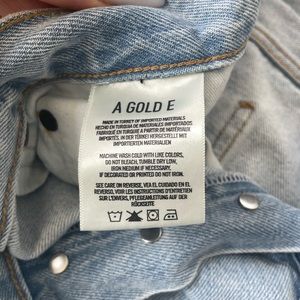 A GOLD E
MADE IN TURKEY OF IMPORTED MATERIALS
HECHO EN TURQUIA DE MATERIALES IMPORTADOS
FABRIQUE EN TURQUIE A PARTIR DE MATERIAUX
IMPORTÉS, IN DER TÜRKEI HERGESTELLT MIT
IMPORTIERTEN MATERIALIEN
MACHINE WASH COLD WITH LIKE COLORS,
DO NOT BLEACH, TUMBLE DRY LOW,
IRON MEDIUM IF NECESSARY.
IF DECORATED OR PRINTED DO NOT IRON.
SEE CARE ON REVERSE, VEA EL CUIDADO EN EL
REVERSO, VOIR LES INSTRUCTIONS D'ENTRETIEN
SUR L'DIVERS, PFLEGEANLEITUNG AUF DER
RÜCKSEITE